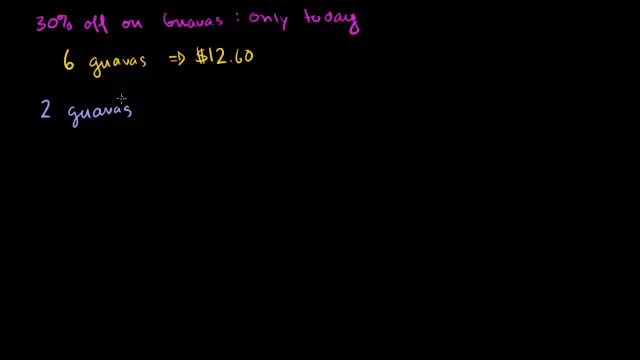 30% off on Guavas : only today
6 guavas ⇒ $12.60
2 guavas